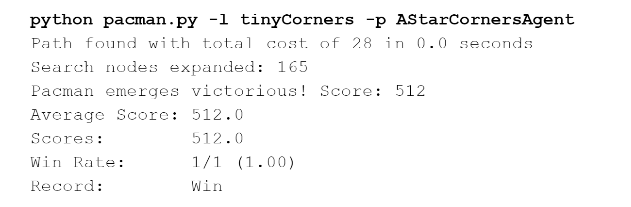 python pacman.py -l tinyCorners -p AStarCornersAgent
Path found with total cost of 28 in 0.0 seconds
Search nodes expanded: 165
Pacman emerges victorious! Score: 512
Average Score: 512.0
Scores: 512.0
Win Rate: 1/1 (1.00)
Record: Win